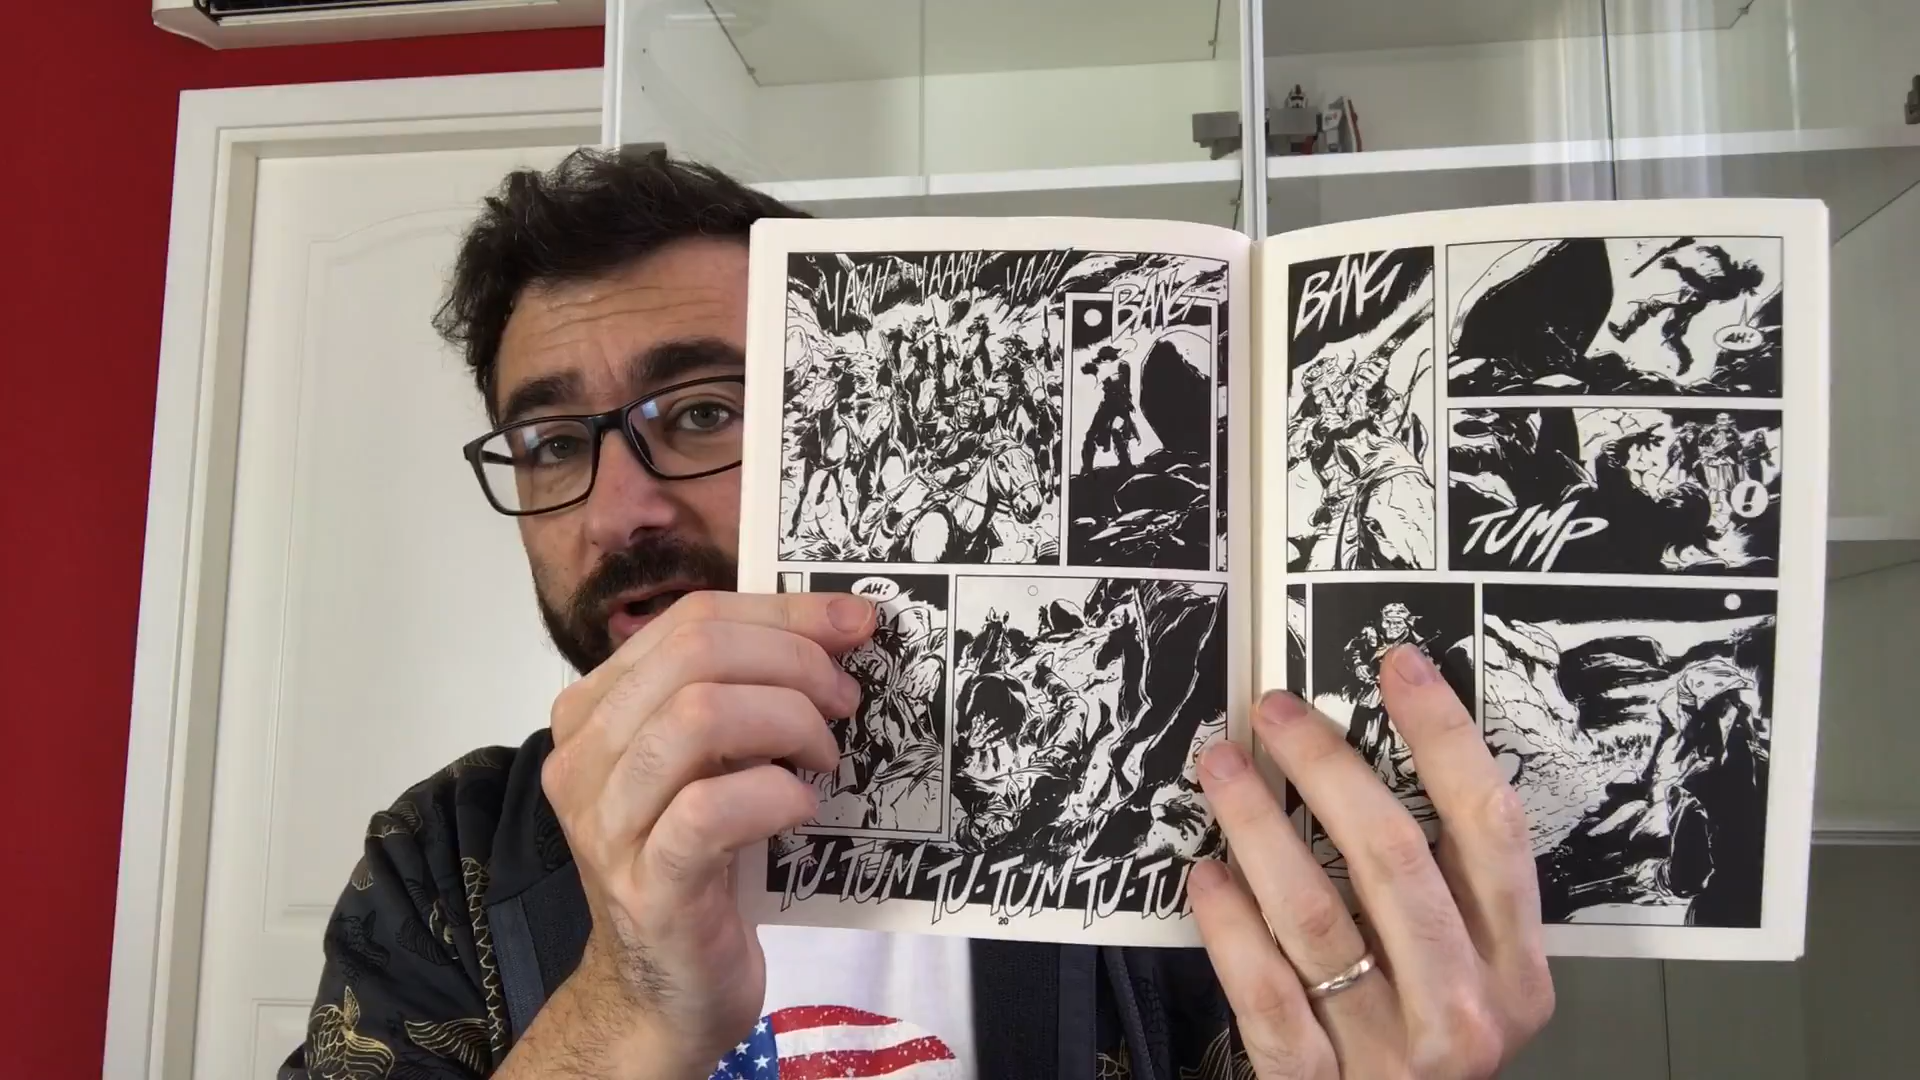 YAAAH YAAAH YAAH
BANG
AH!
TU-TUM TU-TUM TU-TU
20
BANG
AH!
TUMP
!